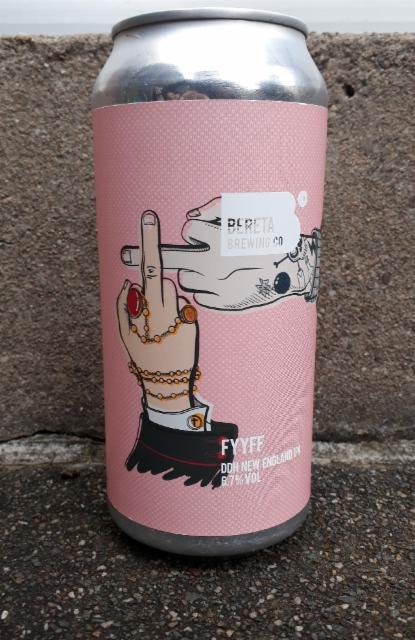 BERETA
BREWING CO
FYYFF
DDH NEW ENGLAND IPA
6.7% VOL